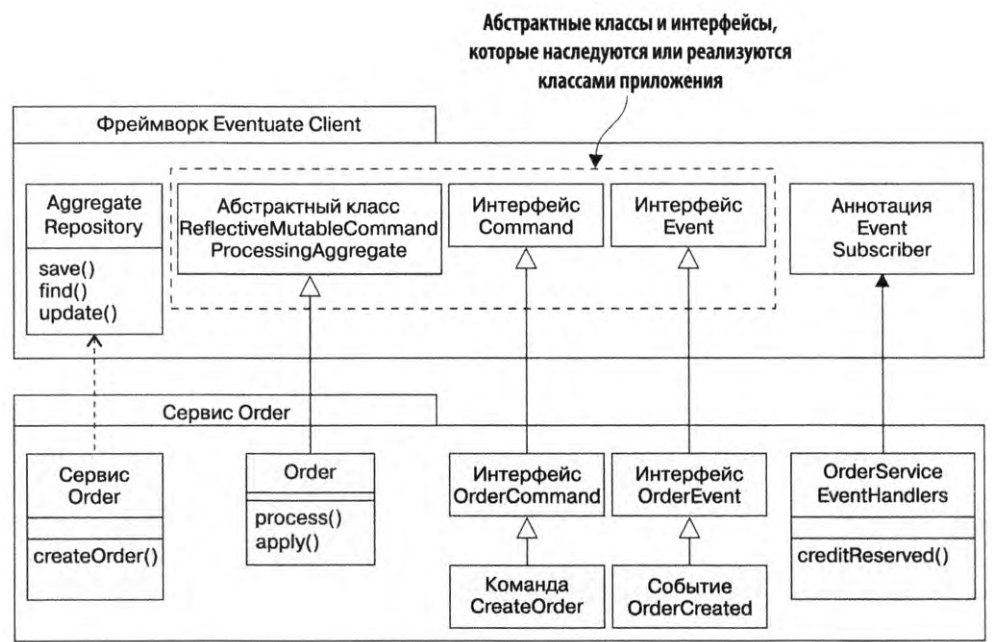 Абстрактные классы и интерфейсы,
которые наследуются или реализуются
классами приложения
Фреймворк Eventuate Client
Aggregate
Repository
save()
find()
update()
Абстрактный класс
ReflectiveMutableCommand
ProcessingAggregate
Интерфейс
Command
Интерфейс
Event
Аннотация
Event
Subscriber
Сервис Order
Сервис
Order
createOrder()
Order
process()
apply()
Интерфейс
OrderCommand
Интерфейс
OrderEvent
OrderService
EventHandlers
creditReserved()
Команда
CreateOrder
Событие
OrderCreated